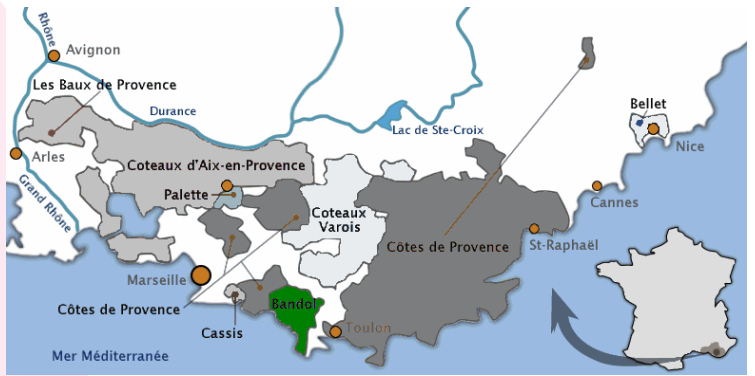 Rhône
Avignon
Les Baux de Provence
Durance
Lac de Ste-Croix
Bellet
Nice
Arles
Coteaux d'Aix-en-Provence
Palette
Grand Rhône
Cannes
Coteaux
Varois
Côtes de Provence
St-Raphaël
Marseille
Côtes de Provence
Bandol
Cassis
Toulon
Mer Méditerranée